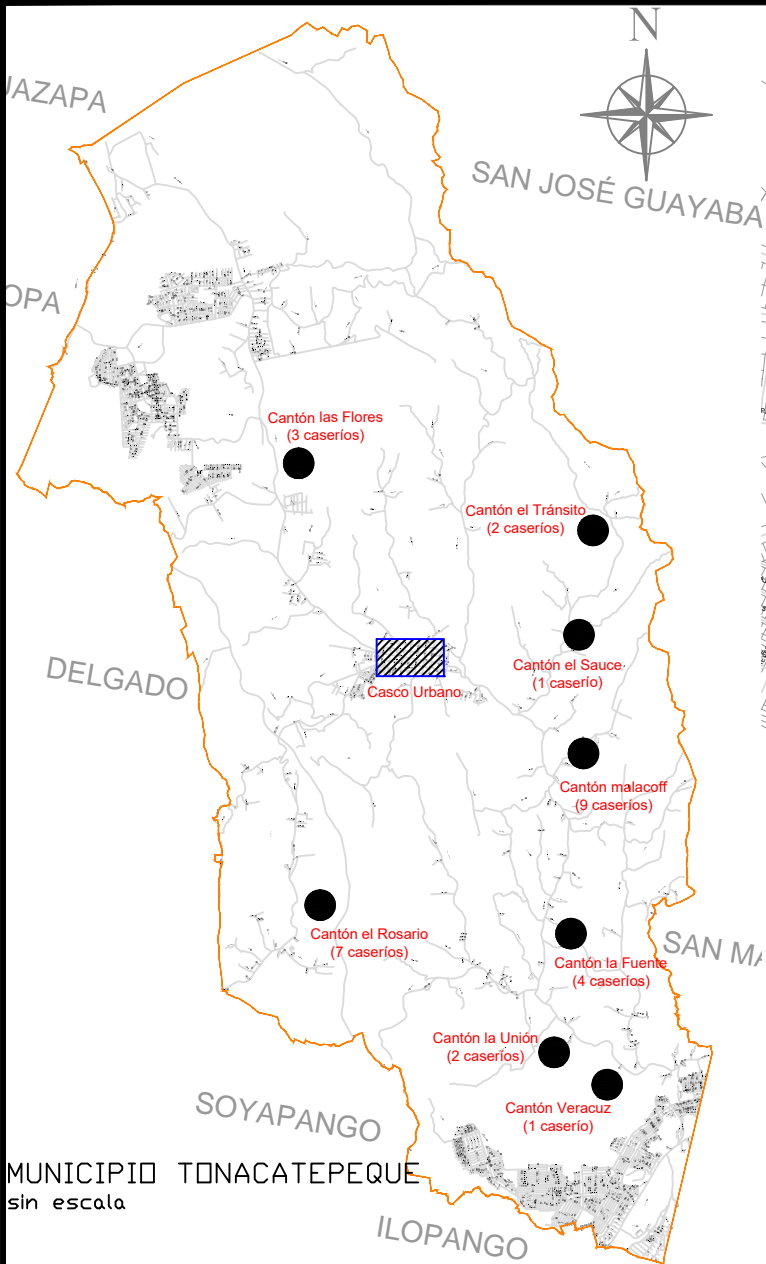 N
JAZAPA
SAN JOSÉ GUAYABA
OPA
Cantón las Flores
(3 caseríos)
Cantón el Tránsito
(2 caseríos)
Cantón el Sauce
(1 caserío)
DELGADO
Casco Urbano
Cantón malacoff
(9 caseríos)
Cantón el Rosario
(7 caseríos)
SAN MA
Cantón la Fuente
(4 caseríos)
Cantón la Unión
(2 caseríos)
Cantón Veracuz
(1 caserío)
SOYAPANGO
MUNICIPIO TONACATEPEQUE
sin escala
ILOPANGO